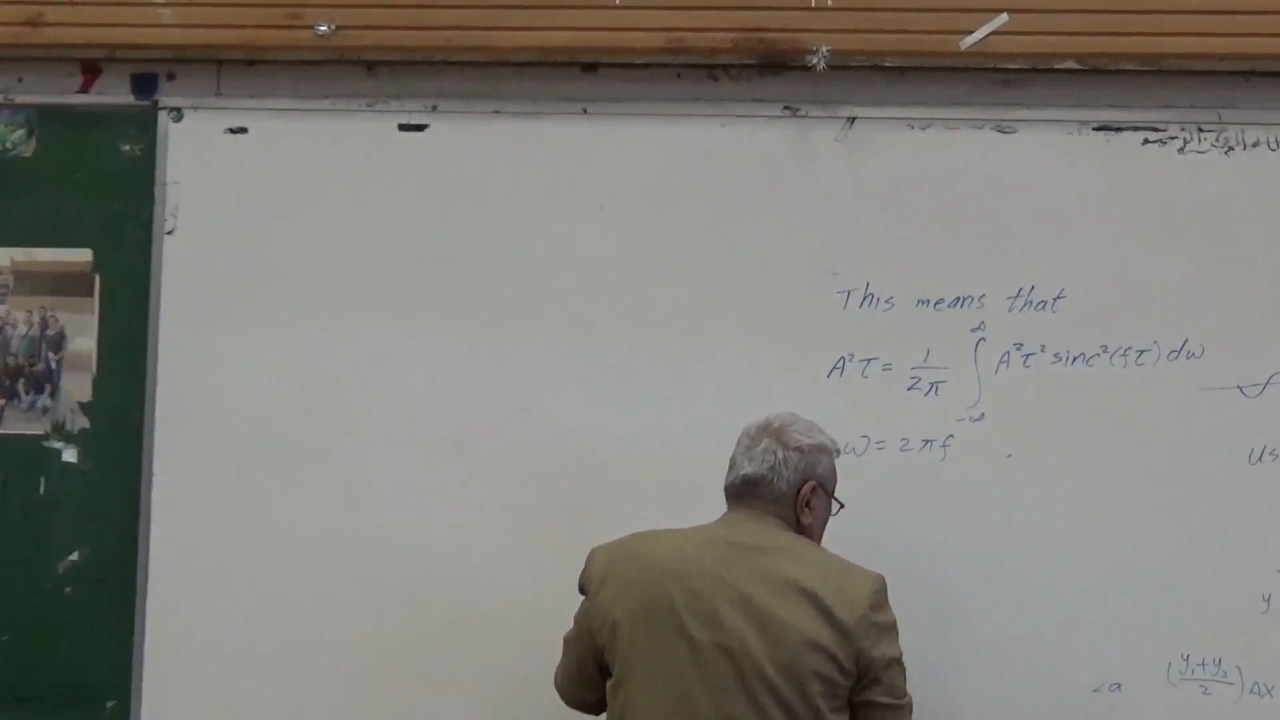 This means that
A²τ = 1/2π ∫_{-∞}^{∞} A²τ² sinc²(fτ) dω
ω = 2πf
y
(y₁+y₂/2) ΔX